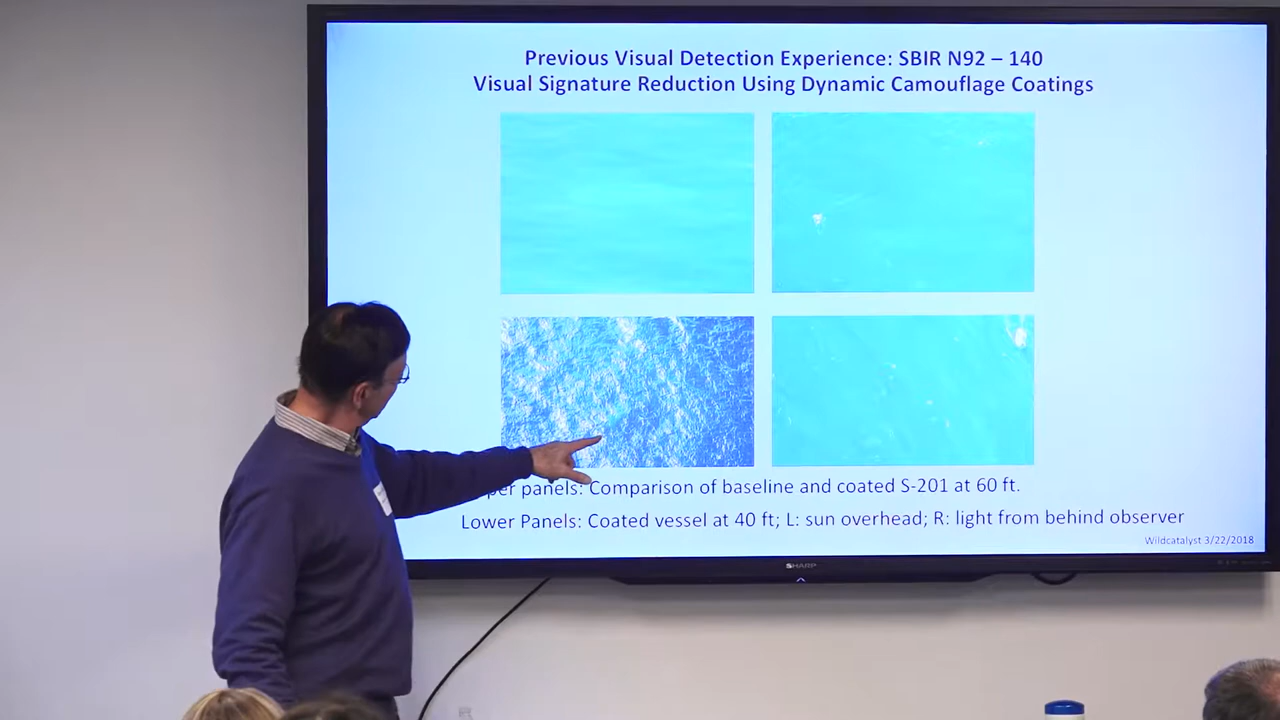 Previous Visual Detection Experience: SBIR N92 – 140
Visual Signature Reduction Using Dynamic Camouflage Coatings
panels: Comparison of baseline and coated S-201 at 60 ft.
Lower Panels: Coated vessel at 40 ft; L: sun overhead; R: light from behind observer
Wildcatalyst 3/22/2018
SHARP